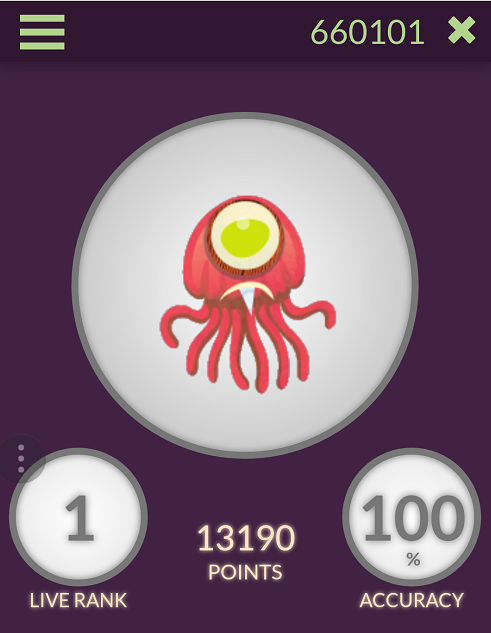 660101
1
13190
POINTS
100
%
LIVE RANK
ACCURACY